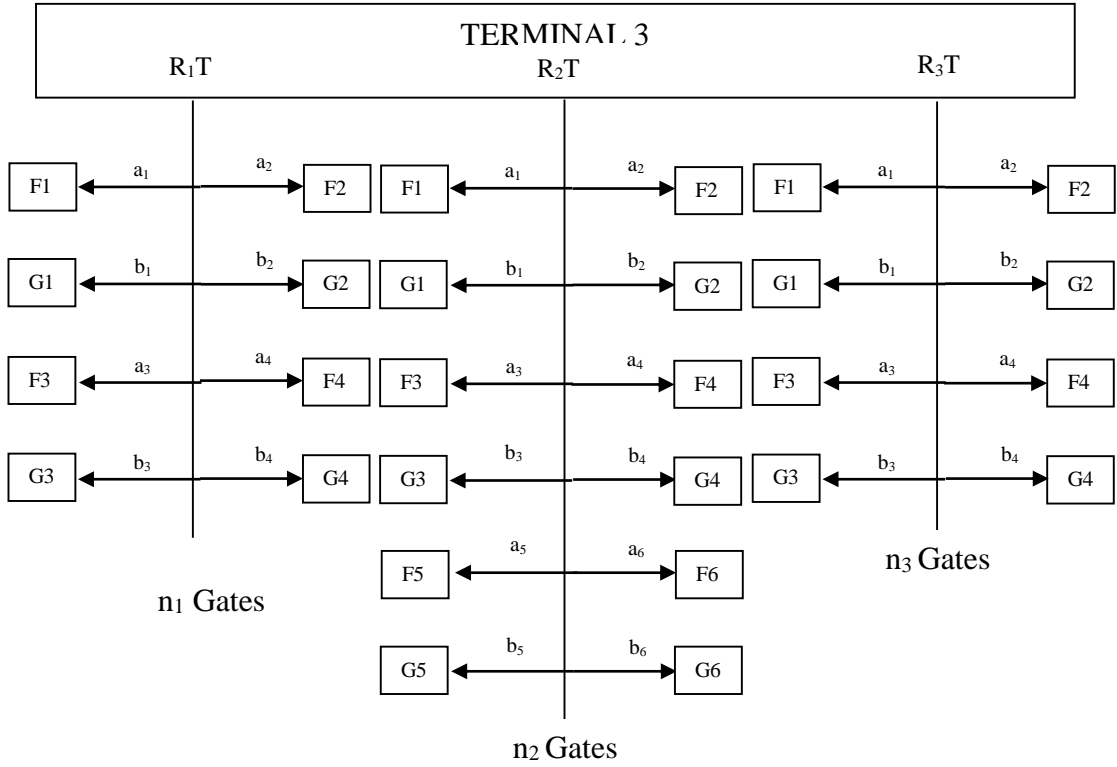 TERMINAL 3
R₁T R₂T R₃T
a₁ a₂ a₁ a₂ a₁ a₂
F1 F2 F1 F2 F1 F2
b₁ b₂ b₁ b₂ b₁ b₂
G1 G2 G1 G2 G1 G2
a₃ a₄ a₃ a₄ a₃ a₄
F3 F4 F3 F4 F3 F4
b₃ b₄ b₃ b₄ b₃ b₄
G3 G4 G3 G4 G3 G4
a₅ a₆
F5 F6
n₃ Gates
n₁ Gates
b₅ b₆
G5 G6
n₂ Gates